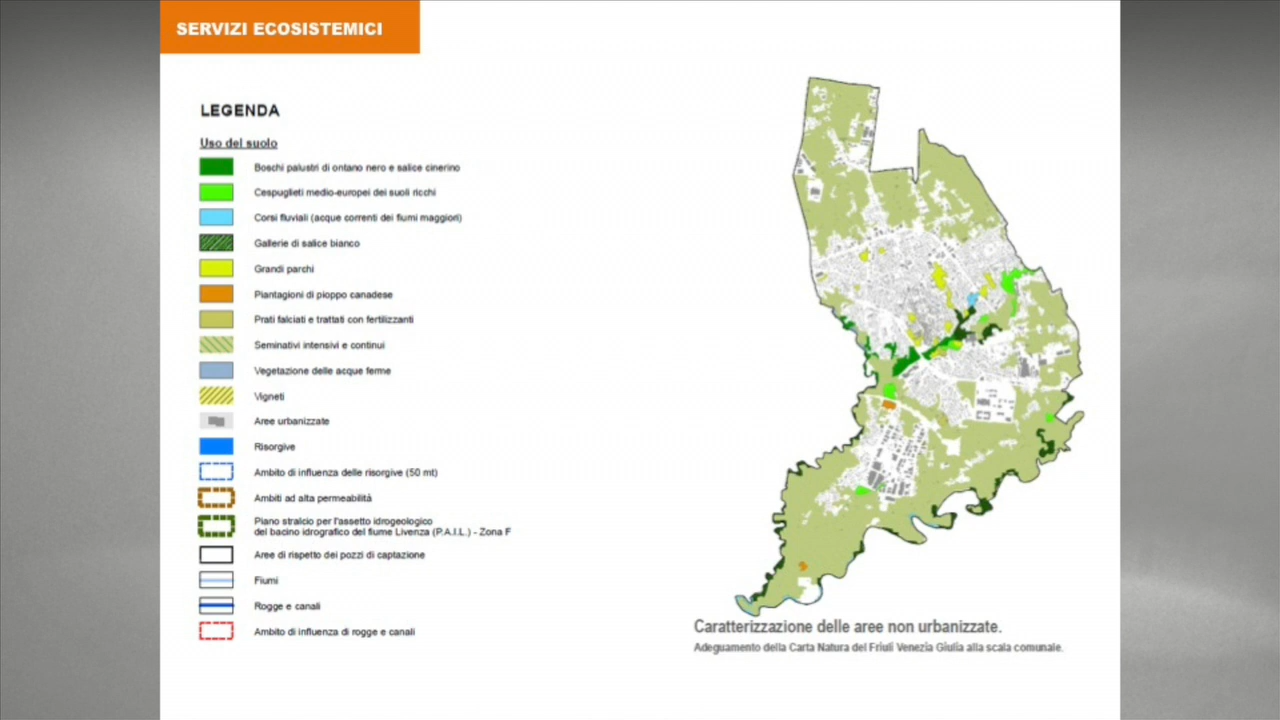 SERVIZI ECOSISTEMICI
LEGENDA
Uso del suolo
Boschi palustri di ontano nero e salice cinerino
Cespuglieti medio-europei dei suoli ricchi
Corsi fluviali (acque correnti dei fiumi maggiori)
Gallerie di salice bianco
Grandi parchi
Piantagioni di pioppo canadese
Prati falciati e trattati con fertilizzanti
Seminativi intensivi e continui
Vegetazione delle acque ferme
Vigneti
Aree urbanizzate
Risorgive
Ambito di influenza delle risorgive (50 mt)
Ambiti ad alta permeabilità
Piano stralcio per l'assetto idrogeologico
del bacino idrografico del fiume Livenza (P.A.I.L.) - Zona F
Aree di rispetto dei pozzi di captazione
Fiumi
Rogge e canali
Ambito di influenza di rogge e canali
Caratterizzazione delle aree non urbanizzate.
Adeguamento della Carta Natura del Friuli Venezia Giulia alla scala comunale.